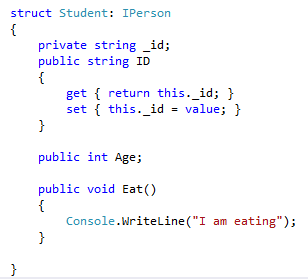 struct Student: IPerson
{
    private string _id;
    public string ID
    {
        get { return this._id; }
        set { this._id = value; }
    }

    public int Age;

    public void Eat()
    {
        Console.WriteLine("I am eating");
    }

}